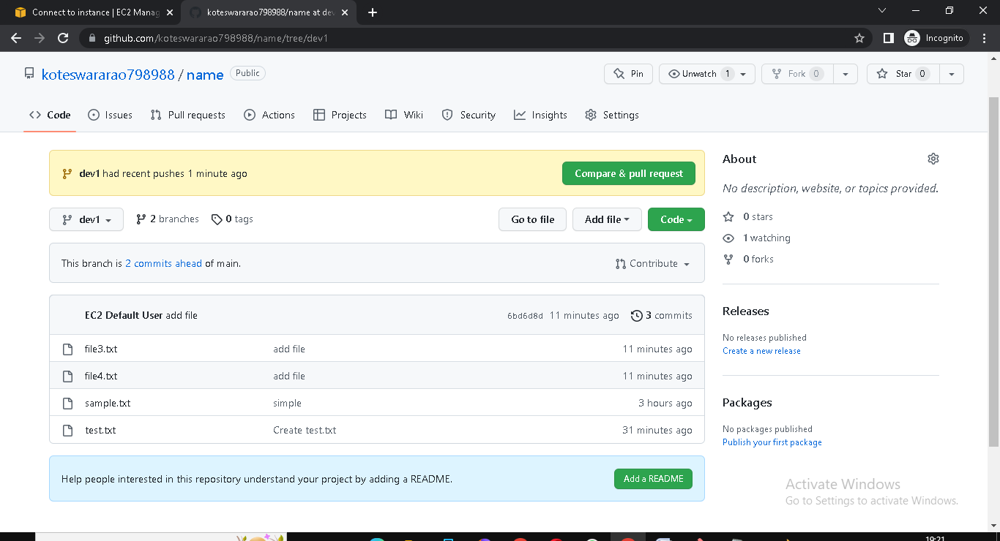 Connect to instance | EC2 Manag
koteswararao798988/name at dev
github.com/koteswararao798988/name/tree/dev1
Incognito
koteswararao798988 / name Public
Pin
Unwatch 1
Fork 0
Star 0
Code Issues Pull requests Actions Projects Wiki Security Insights Settings
dev1 had recent pushes 1 minute ago
Compare & pull request
dev1 2 branches 0 tags
Go to file Add file Code
This branch is 2 commits ahead of main.
Contribute
EC2 Default User add file 6bd6d8d 11 minutes ago 3 commits
file3.txt add file 11 minutes ago
file4.txt add file 11 minutes ago
sample.txt simple 3 hours ago
test.txt Create test.txt 31 minutes ago
Help people interested in this repository understand your project by adding a README.
Add a README
About
No description, website, or topics provided.
0 stars
1 watching
0 forks
Releases
No releases published
Create a new release
Packages
No packages published
Publish your first package
Activate Windows
Go to Settings to activate Windows.
19:21